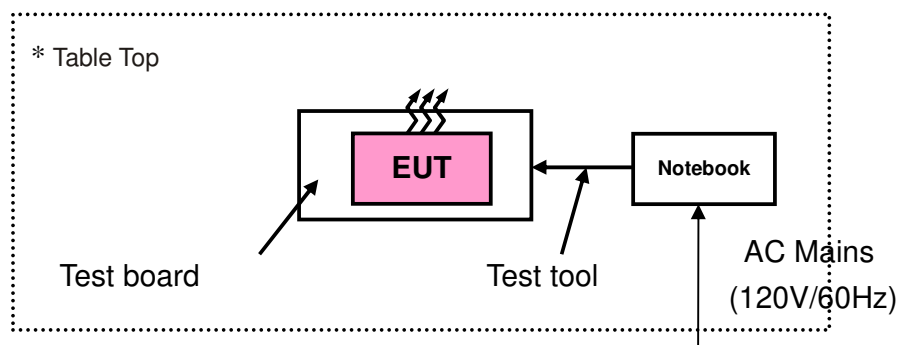 * Table Top
EUT
Notebook
Test board
Test tool
AC Mains
(120V/60Hz)